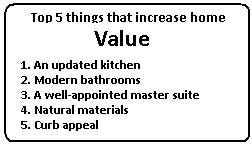 Top 5 things that increase home
Value
1. An updated kitchen
2. Modern bathrooms
3. A well-appointed master suite
4. Natural materials
5. Curb appeal